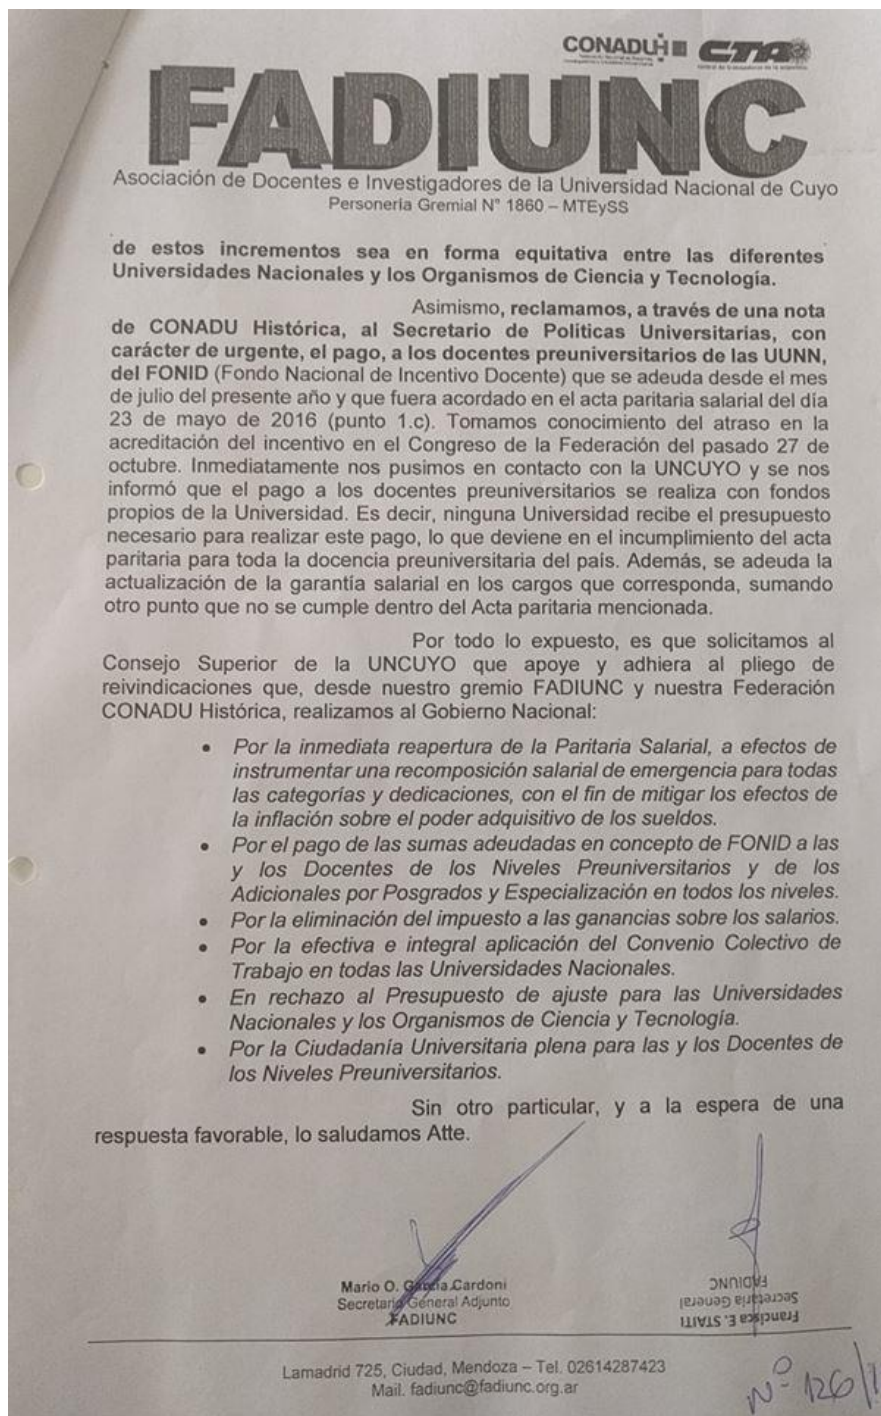 CONADUH CTA
FADIUNC
Asociación de Docentes e Investigadores de la Universidad Nacional de Cuyo
Personería Gremial N° 1860 – MTEySS
de estos incrementos sea en forma equitativa entre las diferentes
Universidades Nacionales y los Organismos de Ciencia y Tecnología.
Asimismo, reclamamos, a través de una nota
de CONADU Histórica, al Secretario de Políticas Universitarias, con
carácter de urgente, el pago, a los docentes preuniversitarios de las UUNN,
del FONID (Fondo Nacional de Incentivo Docente) que se adeuda desde el mes
de julio del presente año y que fuera acordado en el acta paritaria salarial del día
23 de mayo de 2016 (punto 1.c). Tomamos conocimiento del atraso en la
acreditación del incentivo en el Congreso de la Federación del pasado 27 de
octubre. Inmediatamente nos pusimos en contacto con la UNCUYO y se nos
informó que el pago a los docentes preuniversitarios se realiza con fondos
propios de la Universidad. Es decir, ninguna Universidad recibe el presupuesto
necesario para realizar este pago, lo que deviene en el incumplimiento del acta
paritaria para toda la docencia preuniversitaria del país. Además, se adeuda la
actualización de la garantía salarial en los cargos que corresponda, sumando
otro punto que no se cumple dentro del Acta paritaria mencionada.
Por todo lo expuesto, es que solicitamos al
Consejo Superior de la UNCUYO que apoye y adhiera al pliego de
reivindicaciones que, desde nuestro gremio FADIUNC y nuestra Federación
CONADU Histórica, realizamos al Gobierno Nacional:
• Por la inmediata reapertura de la Paritaria Salarial, a efectos de
instrumentar una recomposición salarial de emergencia para todas
las categorías y dedicaciones, con el fin de mitigar los efectos de
la inflación sobre el poder adquisitivo de los sueldos.
• Por el pago de las sumas adeudadas en concepto de FONID a las
y los Docentes de los Niveles Preuniversitarios y de los
Adicionales por Posgrados y Especialización en todos los niveles.
• Por la eliminación del impuesto a las ganancias sobre los salarios.
• Por la efectiva e integral aplicación del Convenio Colectivo de
Trabajo en todas las Universidades Nacionales.
• En rechazo al Presupuesto de ajuste para las Universidades
Nacionales y los Organismos de Ciencia y Tecnología.
• Por la Ciudadanía Universitaria plena para las y los Docentes de
los Niveles Preuniversitarios.
Sin otro particular, y a la espera de una
respuesta favorable, lo saludamos Atte.
Mario O. García Cardoni
Secretario General Adjunto
FADIUNC
Francisca E. STAITI
Secretaria General
FADIUNC
Lamadrid 725, Ciudad, Mendoza – Tel. 02614287423
Mail. fadiunc@fadiunc.org.ar
Nº 126/